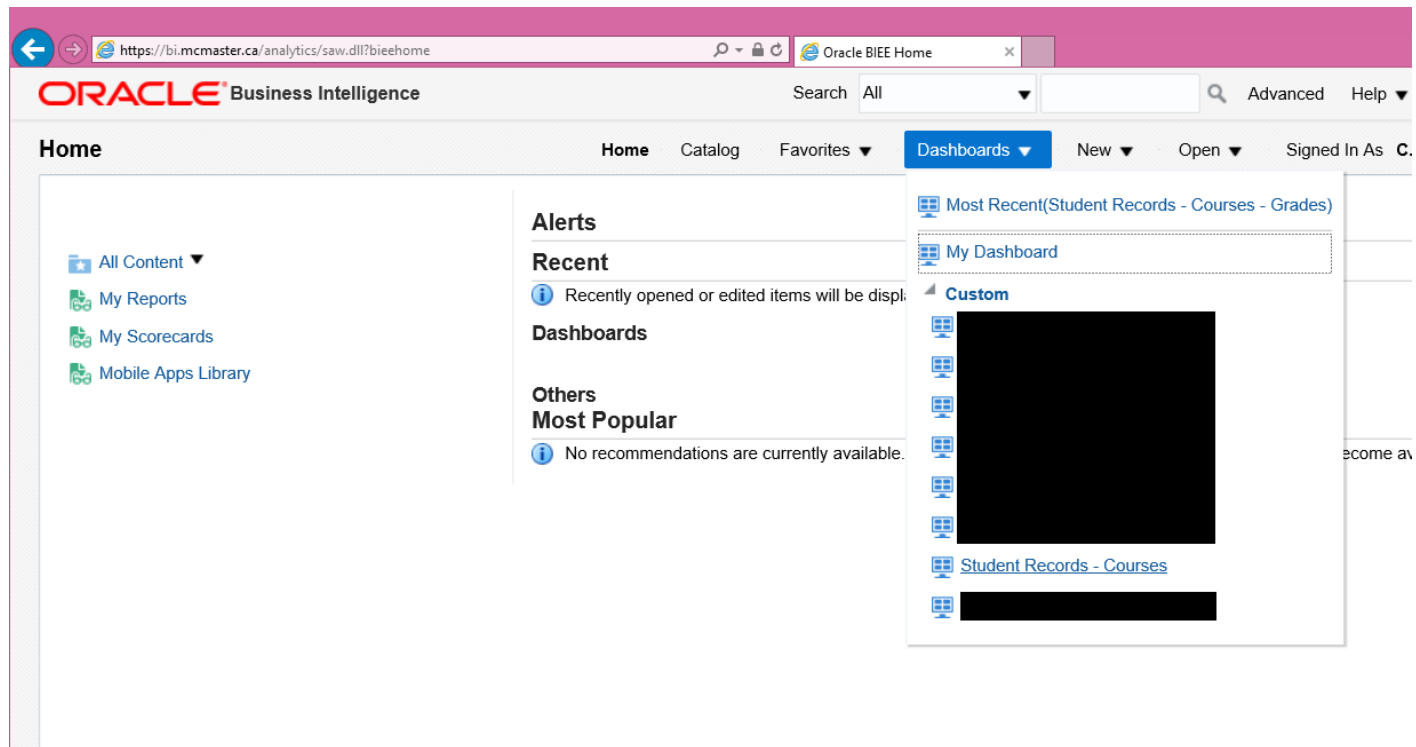 https://bi.mcmaster.ca/analytics/saw.dll?bieehome
Oracle BIEE Home
ORACLE Business Intelligence
Search All
Advanced Help
Home
Home Catalog Favorites Dashboards New Open Signed In As C.
Most Recent(Student Records - Courses - Grades)
My Dashboard
Custom
Student Records - Courses
All Content
My Reports
My Scorecards
Mobile Apps Library
Alerts
Recent
Recently opened or edited items will be displ
Dashboards
Others
Most Popular
No recommendations are currently available. ecome av